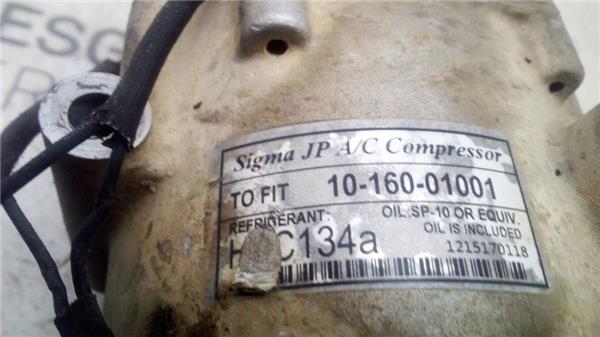 Sigma JP A/C Compressor
TO FIT 10-160-01001
REFRIGERANT: OIL:SP-10 OR EQUIV.
OIL IS INCLUDED
C134a
1215170118